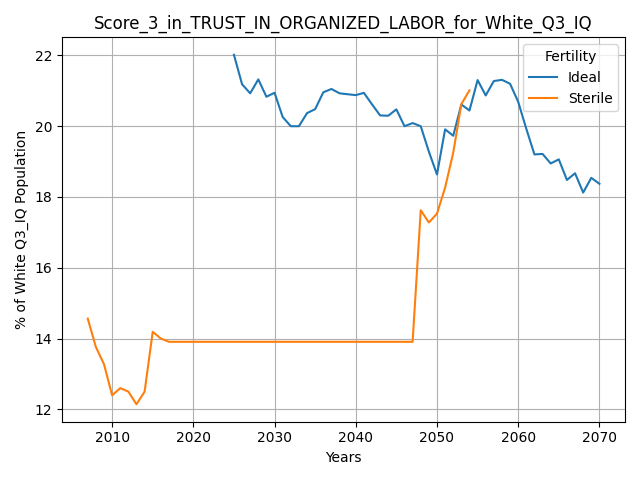 Score_3_in_TRUST_IN_ORGANIZED_LABOR_for_White_Q3_IQ
Fertility
Ideal
Sterile
% of White Q3_IQ Population
22
20
18
16
14
12
2010 2020 2030 2040 2050 2060 2070
Years